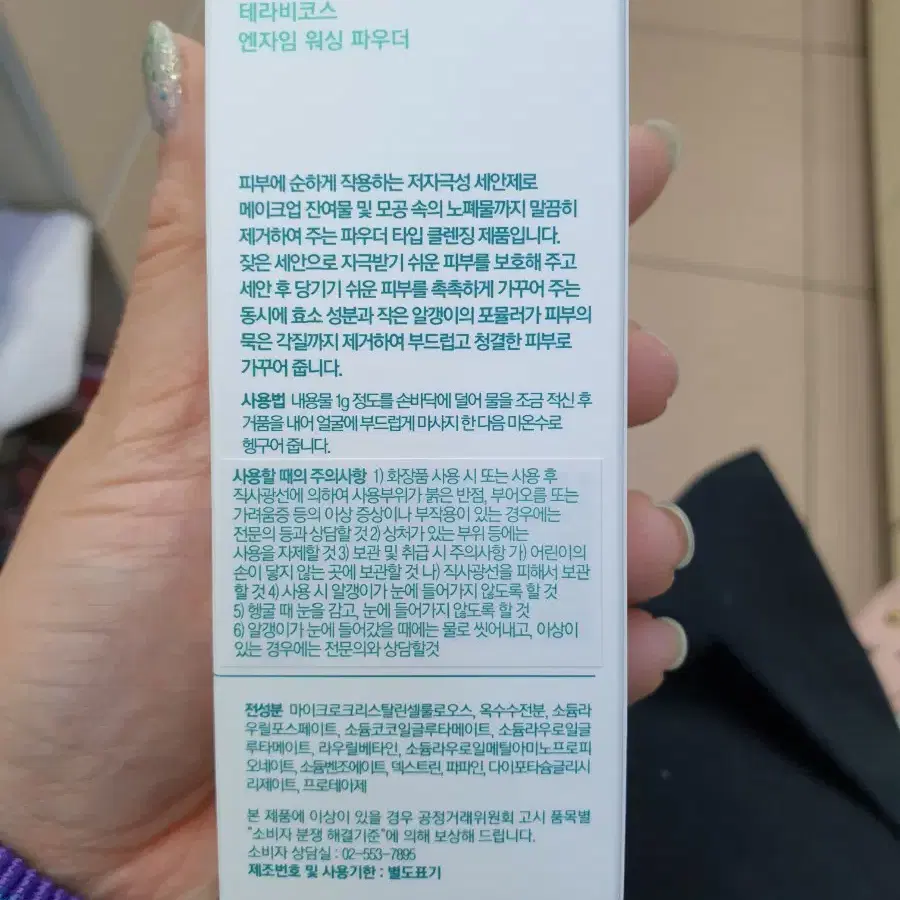 테라비코스
엔자임 워싱 파우더
피부에 순하게 작용하는 저자극성 세안제로
메이크업 잔여물 및 모공 속의 노폐물까지 말끔히
제거하여 주는 파우더 타입 클렌징 제품입니다.
잦은 세안으로 자극받기 쉬운 피부를 보호해 주고
세안 후 당기기 쉬운 피부를 촉촉하게 가꾸어 주는
동시에 효소 성분과 작은 알갱이의 포뮬러가 피부의
묵은 각질까지 제거하여 부드럽고 청결한 피부로
가꾸어 줍니다.
사용법 내용물 1g 정도를 손바닥에 덜어 물을 조금 적신 후
거품을 내어 얼굴에 부드럽게 마사지 한 다음 미온수로
헹구어 줍니다.
사용할 때의 주의사항 1) 화장품 사용 시 또는 사용 후
직사광선에 의하여 사용부위가 붉은 반점, 부어오름 또는
가려움증 등의 이상 증상이나 부작용이 있는 경우에는
전문의 등과 상담할 것 2) 상처가 있는 부위 등에는
사용을 자제할 것 3) 보관 및 취급 시 주의사항 가) 어린이의
손이 닿지 않는 곳에 보관할 것 나) 직사광선을 피해서 보관
할 것 4) 사용 시 알갱이가 눈에 들어가지 않도록 할 것
5) 헹굴 때 눈을 감고, 눈에 들어가지 않도록 할 것
6) 알갱이가 눈에 들어갔을 때에는 물로 씻어내고, 이상이
있는 경우에는 전문의와 상담할것
전성분 마이크로크리스탈린셀룰로오스, 옥수수전분, 소듐라
우릴포스페이트, 소듐코코일글루타메이트, 소듐라우로일글
루타메이트, 라우릴베타인, 소듐라우로일메틸아미노프로피
오네이트, 소듐벤조에이트, 덱스트린, 파파인, 다이포타슘글리시
리제이트, 프로테아제
본 제품에 이상이 있을 경우 공정거래위원회 고시 품목별
"소비자 분쟁 해결기준"에 의해 보상해 드립니다.
소비자 상담실 : 02-553-7895
제조번호 및 사용기한 : 별도표기